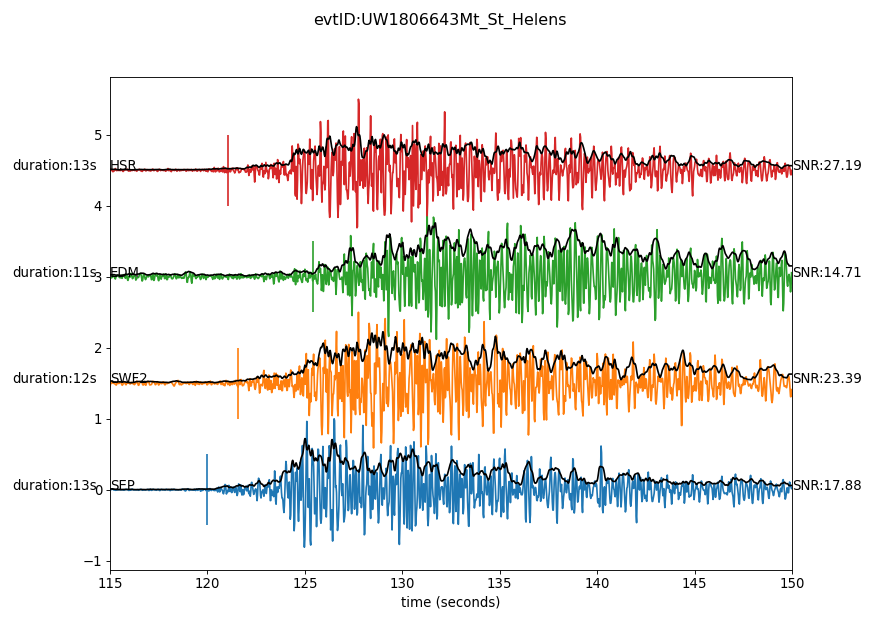 evtID:UW1806643Mt_St_Helens
5
duration:13s HSR SNR:27.19
4
duration:11s EDM SNR:14.71
3
2
duration:12s SWF2 SNR:23.39
1
duration:13s SEP SNR:17.88
0
−1
115 120 125 130 135 140 145 150
time (seconds)